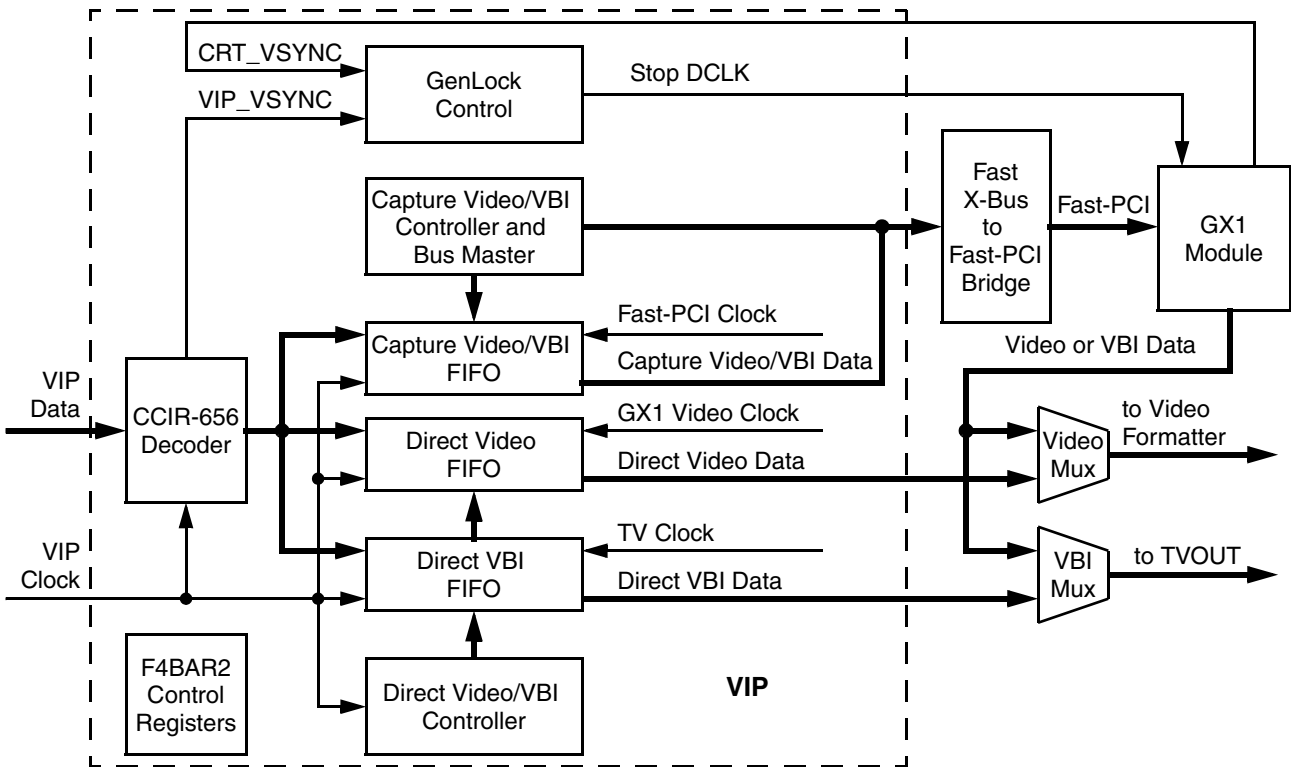 CRT_VSYNC
VIP_VSYNC
GenLock
Control
Stop DCLK
Capture Video/VBI
Controller and
Bus Master
Fast
X-Bus
to
Fast-PCI
Bridge
Fast-PCI
GX1
Module
Fast-PCI Clock
Capture Video/VBI
FIFO
Capture Video/VBI Data
Video or VBI Data
VIP
Data
CCIR-656
Decoder
GX1 Video Clock
Direct Video
FIFO
Direct Video Data
Video
Mux
to Video
Formatter
TV Clock
VIP
Clock
Direct VBI
FIFO
Direct VBI Data
VBI
Mux
to TVOUT
F4BAR2
Control
Registers
Direct Video/VBI
Controller
VIP